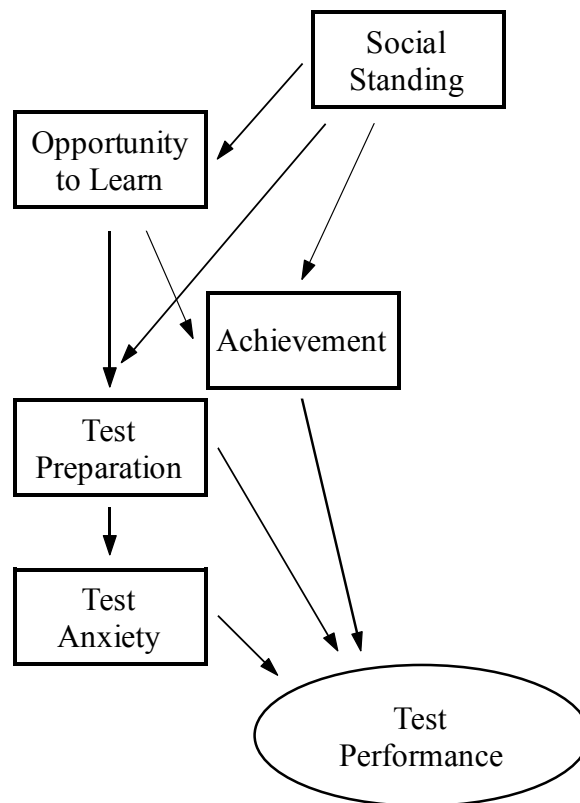 Social
Standing
Opportunity
to Learn
Achievement
Test
Preparation
Test
Anxiety
Test
Performance